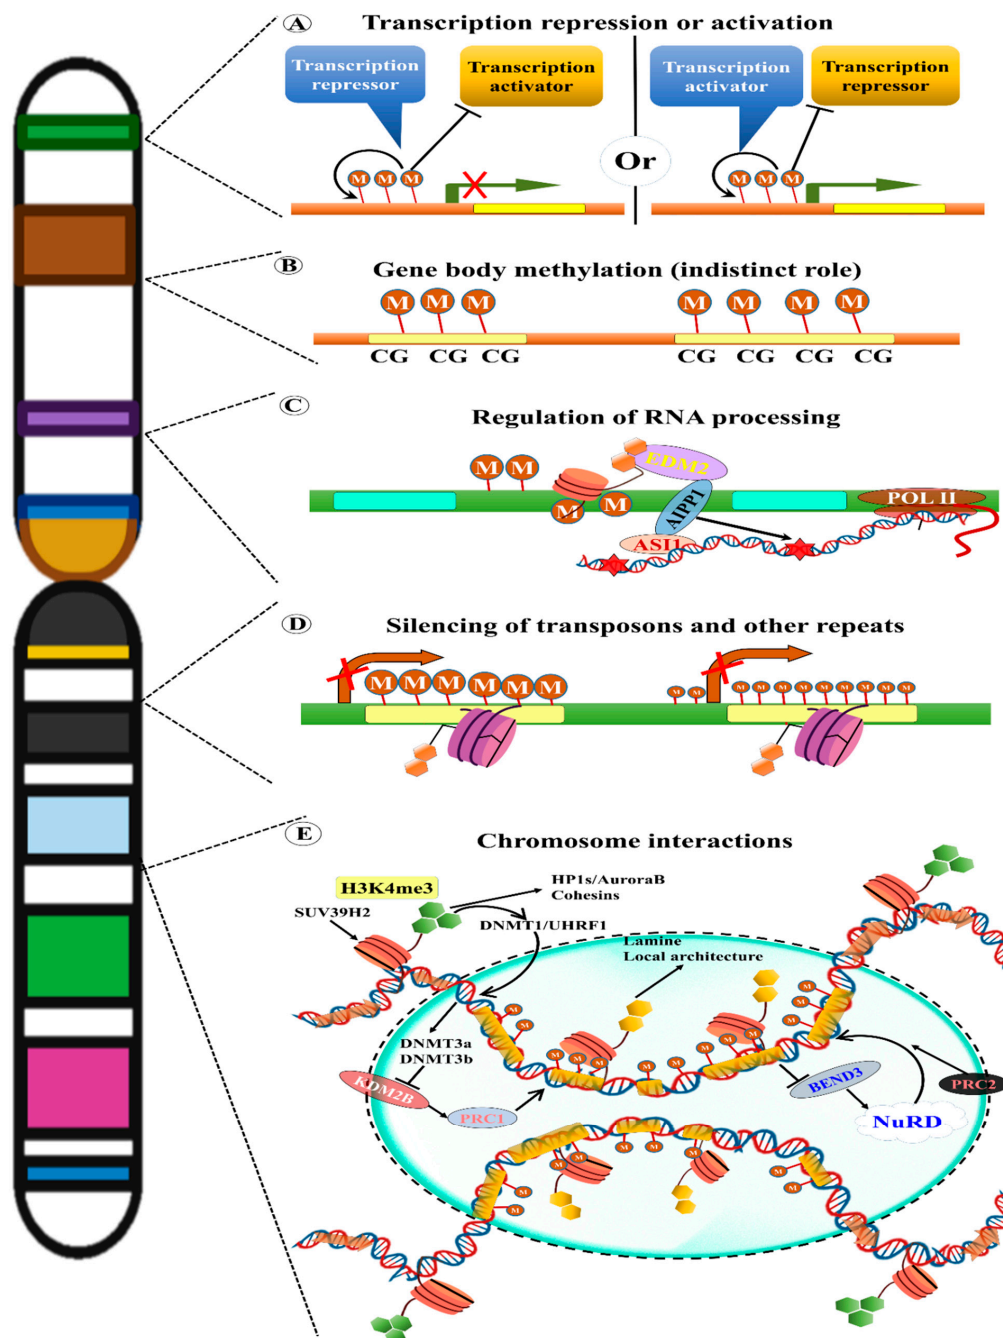 A
Transcription repression or activation
Transcription
repressor
Transcription
activator
Transcription
activator
Transcription
repressor
Or
M M M
M M M
B
Gene body methylation (indistinct role)
M M M M M M M
CG CG CG CG CG CG CG
C
Regulation of RNA processing
EDM2
M M
M M
POL II
AIPP1
ASI1
D
Silencing of transposons and other repeats
M M M M M M
M M M M M M M M M M M
E
Chromosome interactions
H3K4me3
HP1s/AuroraB
Cohesins
SUV39H2
DNMT1/UHRF1
Lamine
Local architecture
M M M
M M
DNMT3a
DNMT3b
M M M M M M M M
KDM2B
PRC1
BEND3
PRC2
NuRD
M M M M M M
M M
M M